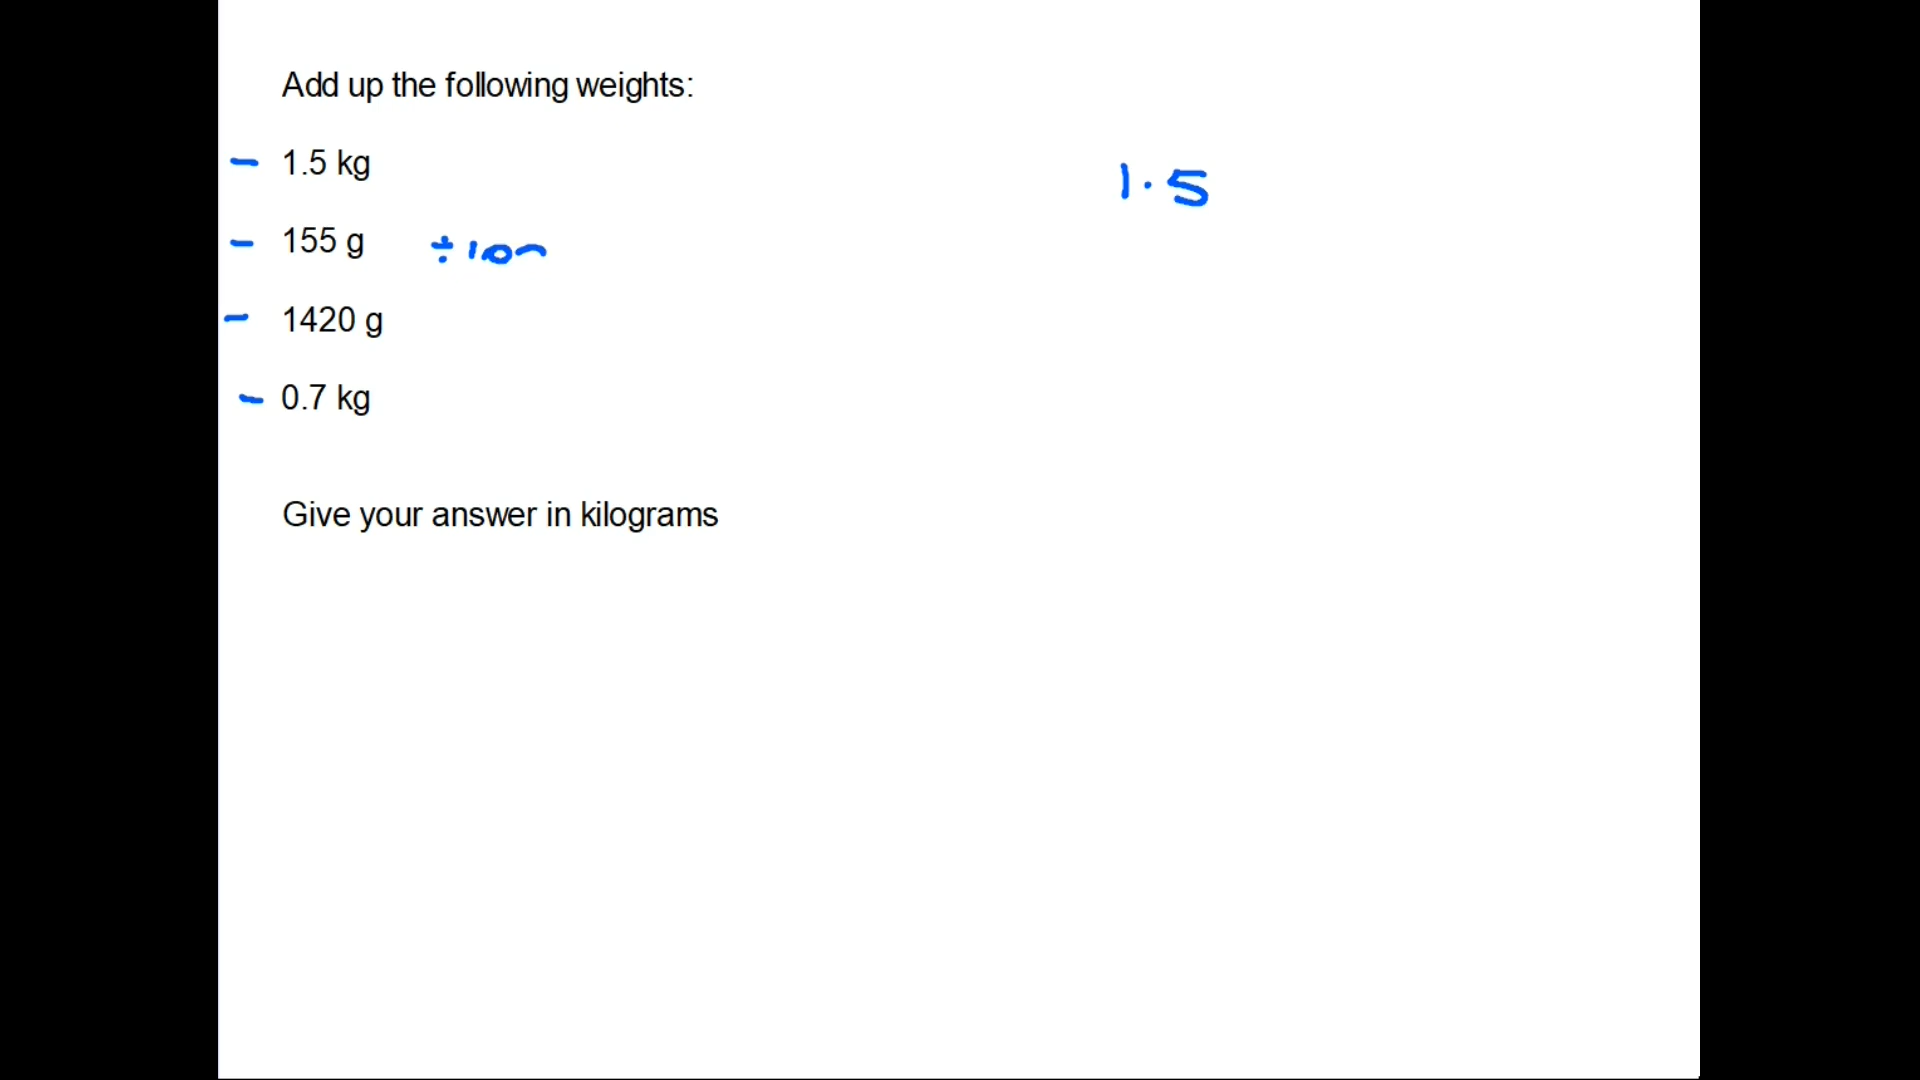 Add up the following weights:
- 1.5 kg
1.5
- 155 g
- 1420 g
- 0.7 kg
Give your answer in kilograms